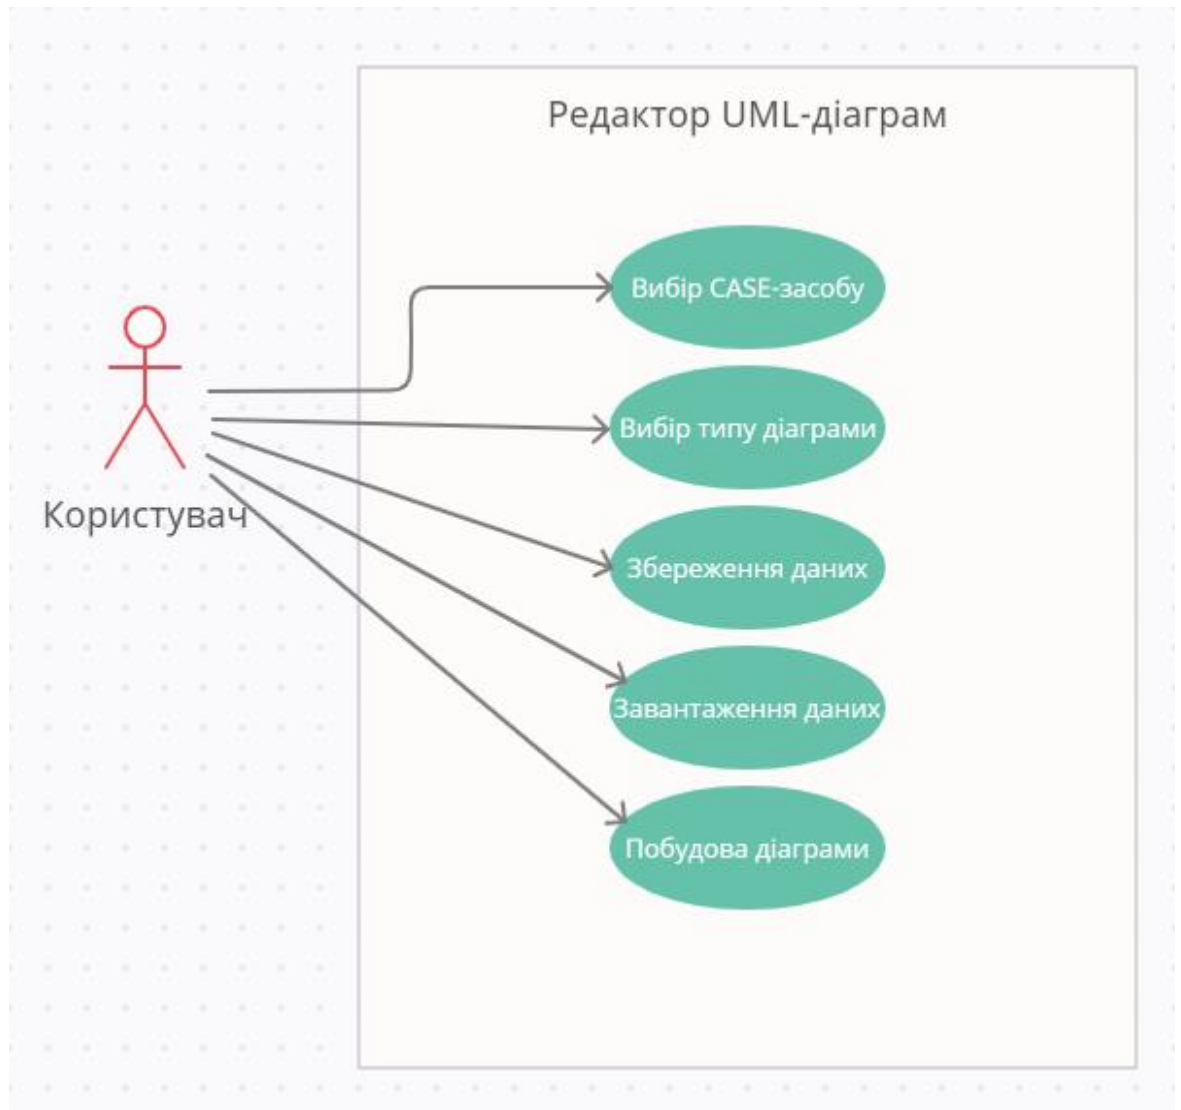 Редактор UML-діаграм
Вибір CASE-засобу
Вибір типу діаграми
Користувач
Збереження даних
Завантаження даних
Побудова діаграми